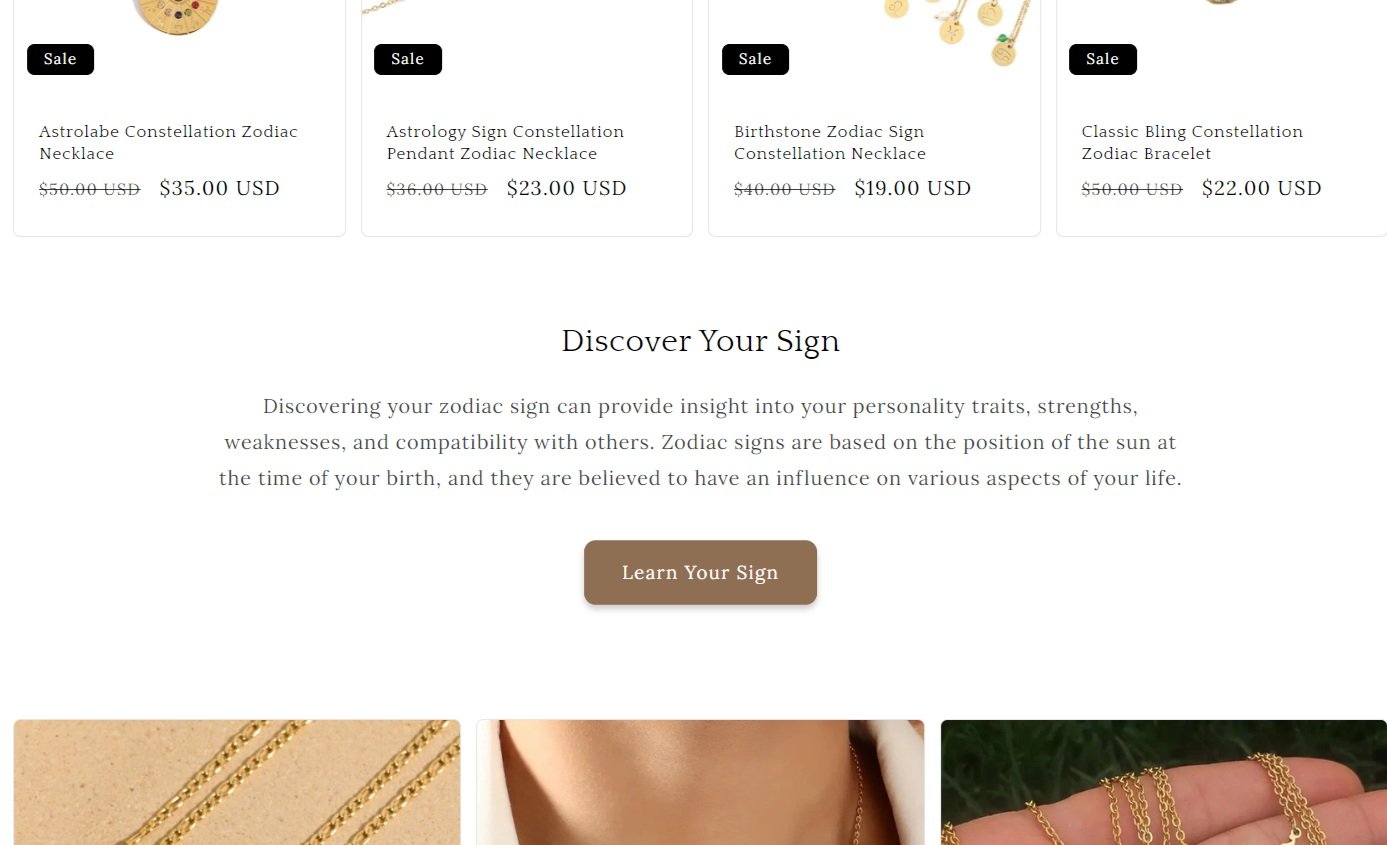 Sale
Sale
Sale
Sale
Astrolabe Constellation Zodiac
Necklace
$50.00 USD $35.00 USD
Astrology Sign Constellation
Pendant Zodiac Necklace
$36.00 USD $23.00 USD
Birthstone Zodiac Sign
Constellation Necklace
$40.00 USD $19.00 USD
Classic Bling Constellation
Zodiac Bracelet
$50.00 USD $22.00 USD
Discover Your Sign
Discovering your zodiac sign can provide insight into your personality traits, strengths,
weaknesses, and compatibility with others. Zodiac signs are based on the position of the sun at
the time of your birth, and they are believed to have an influence on various aspects of your life.
Learn Your Sign